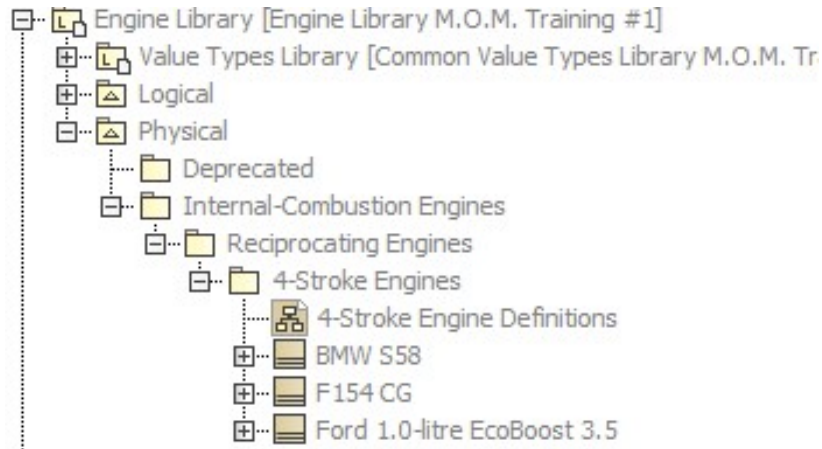 Engine Library [Engine Library M.O.M. Training #1]
Value Types Library [Common Value Types Library M.O.M. Tr
Logical
Physical
Deprecated
Internal-Combustion Engines
Reciprocating Engines
4-Stroke Engines
4-Stroke Engine Definitions
BMW S58
F154 CG
Ford 1.0-litre EcoBoost 3.5